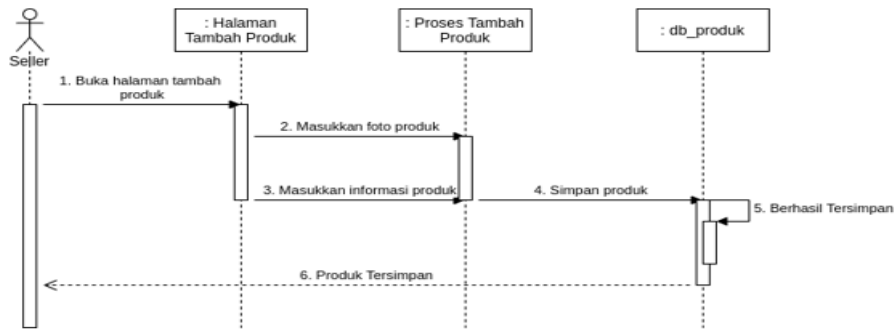 : Halaman
Tambah Produk
: Proses Tambah
Produk
: db_produk
Seller
1. Buka halaman tambah
produk
2. Masukkan foto produk
3. Masukkan informasi produk
4. Simpan produk
5. Berhasil Tersimpan
6. Produk Tersimpan